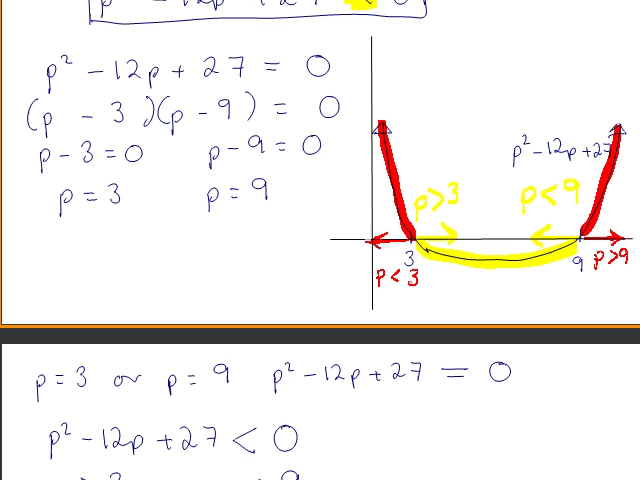 p² - 12p + 27 = 0
(p - 3)(p - 9) = 0
p - 3 = 0 p - 9 = 0
p = 3 p = 9
p² - 12p + 27
p > 3 p < 9
3 9
p < 3 p > 9
p = 3 or p = 9 p² - 12p + 27 = 0
p² - 12p + 27 < 0